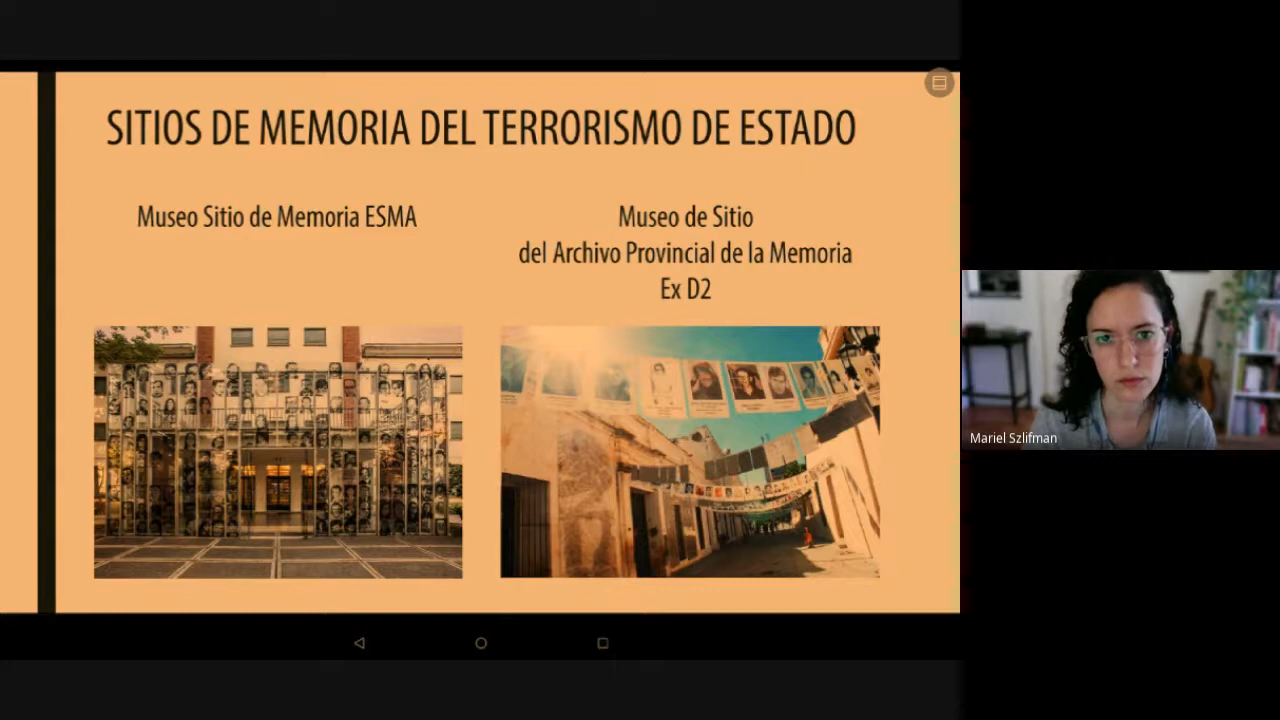 SITIOS DE MEMORIA DEL TERRORISMO DE ESTADO
Museo Sitio de Memoria ESMA
Museo de Sitio
del Archivo Provincial de la Memoria
Ex D2
Mariel Szlifman